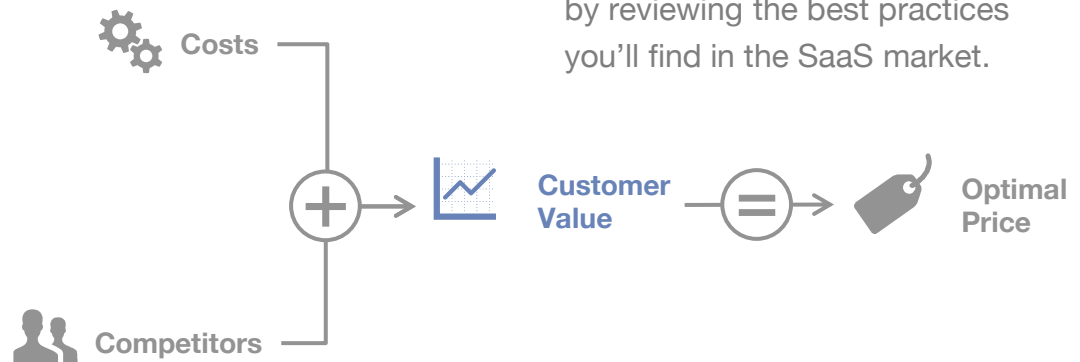 by reviewing the best practices
you’ll find in the SaaS market.
Costs
+
Customer
Value
=
Optimal
Price
Competitors